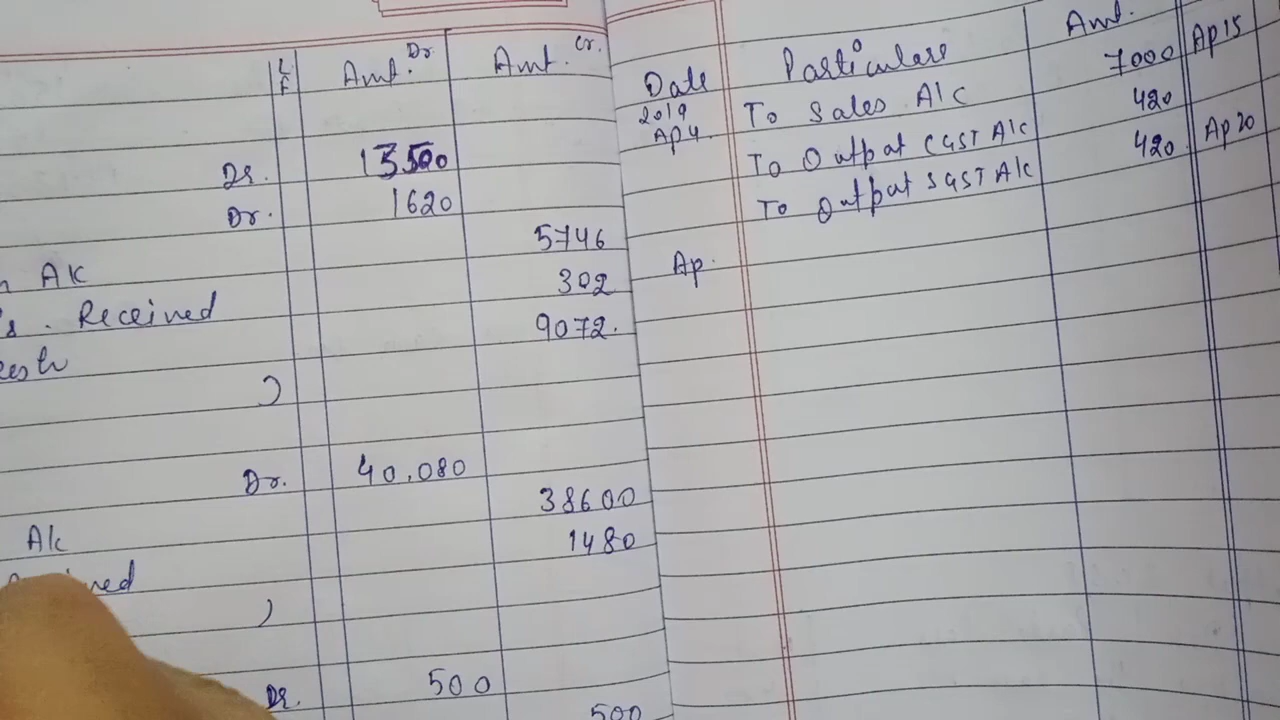 L
F
Amt. Dr
Amt. Cr.
Dr. 13500
Dr. 1620
5746
A/c 302
Received 9072.
)
Dr. 40,080
38600
A/c 1480
)
Dr. 500
500
Date Particulars Amt.
2019 To Sales A/c 7000 Ap 15
Ap 4. To Output CGST A/c 420
To Output SGST A/c 420 Ap 20
Ap.